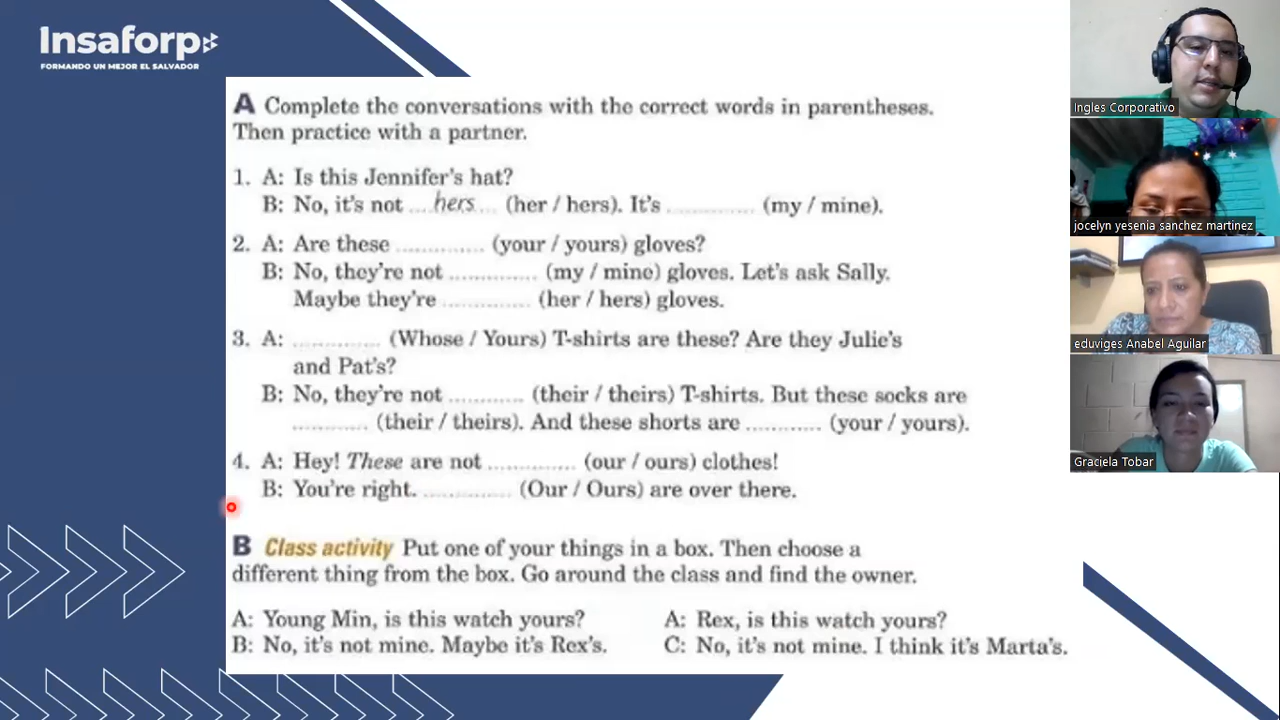 Insaforp
FORMANDO UN MEJOR EL SALVADOR
A Complete the conversations with the correct words in parentheses.
Then practice with a partner.
1. A: Is this Jennifer's hat?
B: No, it's not ....hers.... (her / hers). It's ............. (my / mine).
2. A: Are these ............. (your / yours) gloves?
B: No, they're not ............. (my / mine) gloves. Let's ask Sally.
Maybe they're ............. (her / hers) gloves.
3. A: ............. (Whose / Yours) T-shirts are these? Are they Julie's
and Pat's?
B: No, they're not ........... (their / theirs) T-shirts. But these socks are
........... (their / theirs). And these shorts are ........... (your / yours).
4. A: Hey! These are not ............. (our / ours) clothes!
B: You're right. ............. (Our / Ours) are over there.
B Class activity Put one of your things in a box. Then choose a
different thing from the box. Go around the class and find the owner.
A: Young Min, is this watch yours?
B: No, it's not mine. Maybe it's Rex's.
A: Rex, is this watch yours?
C: No, it's not mine. I think it's Marta's.
Ingles Corporativo
jocelyn yesenia sanchez martinez
eduviges Anabel Aguilar
Graciela Tobar